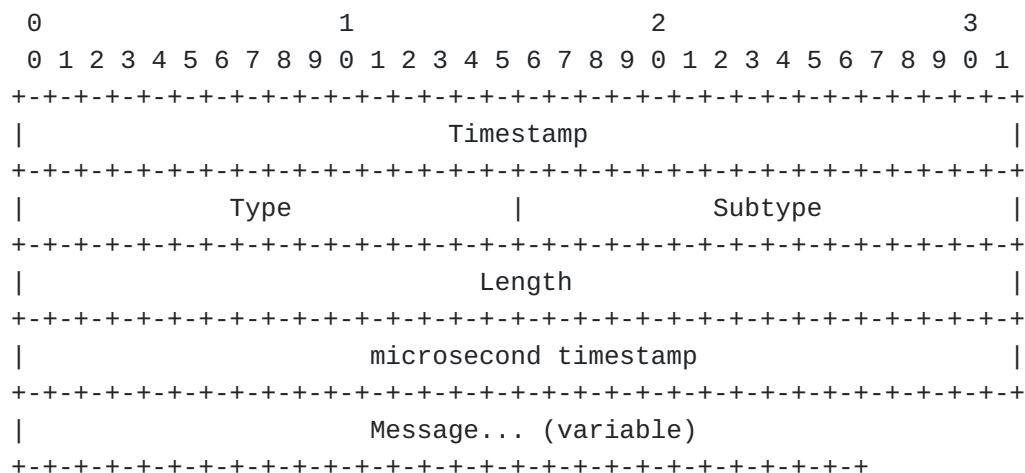 0                   1                   2                   3
 0 1 2 3 4 5 6 7 8 9 0 1 2 3 4 5 6 7 8 9 0 1 2 3 4 5 6 7 8 9 0 1
+-+-+-+-+-+-+-+-+-+-+-+-+-+-+-+-+-+-+-+-+-+-+-+-+-+-+-+-+-+-+-+-+
|                           Timestamp                           |
+-+-+-+-+-+-+-+-+-+-+-+-+-+-+-+-+-+-+-+-+-+-+-+-+-+-+-+-+-+-+-+-+
|             Type              |            Subtype            |
+-+-+-+-+-+-+-+-+-+-+-+-+-+-+-+-+-+-+-+-+-+-+-+-+-+-+-+-+-+-+-+-+
|                             Length                            |
+-+-+-+-+-+-+-+-+-+-+-+-+-+-+-+-+-+-+-+-+-+-+-+-+-+-+-+-+-+-+-+-+
|                      microsecond timestamp                    |
+-+-+-+-+-+-+-+-+-+-+-+-+-+-+-+-+-+-+-+-+-+-+-+-+-+-+-+-+-+-+-+-+
|                      Message... (variable)
+-+-+-+-+-+-+-+-+-+-+-+-+-+-+-+-+-+-+-+-+-+-+-+-+-+-+-+